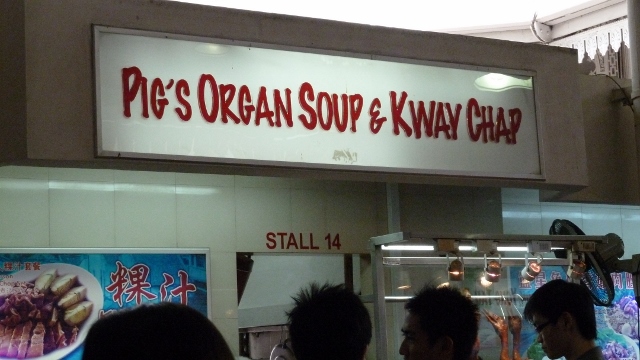 PIG'S ORGAN SOUP & KWAY CHAP
STALL 14
粿汁